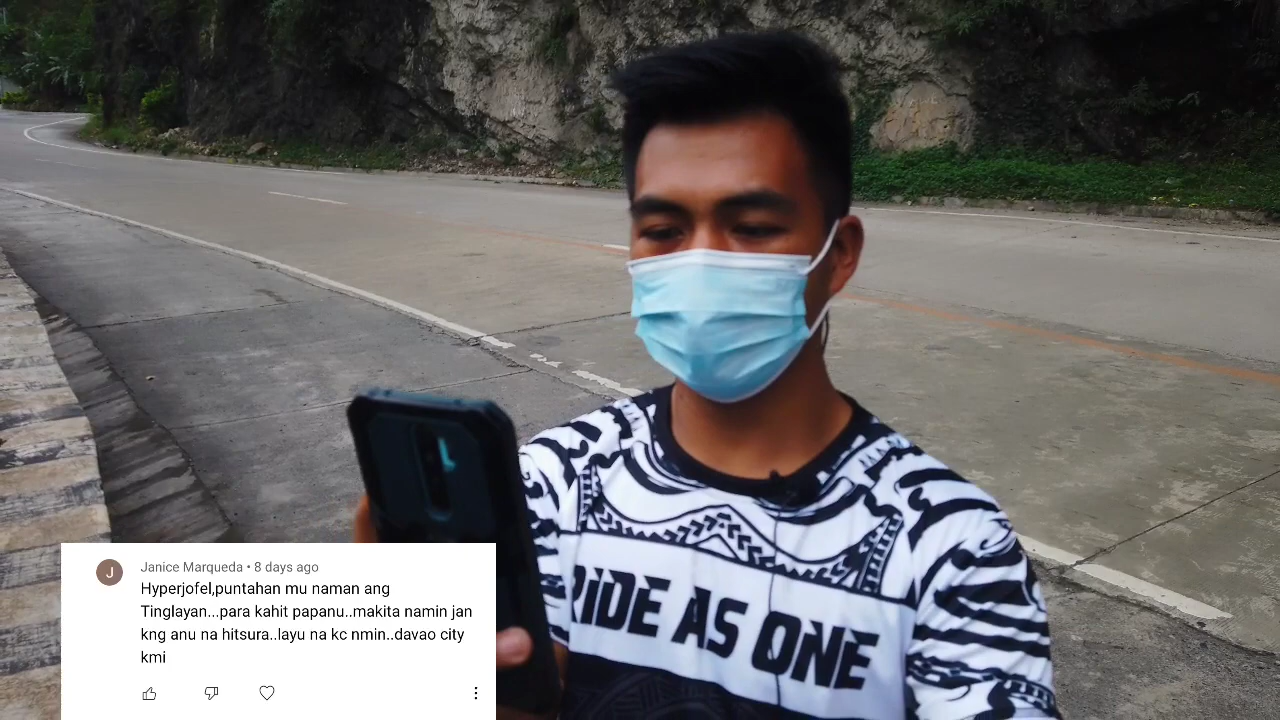 RIDE AS ONE
Janice Marqueda • 8 days ago
Hyperjofel,puntahan mu naman ang
Tinglayan...para kahit papanu..makita namin jan
kng anu na hitsura..layu na kc nmin..davao city
kmi
J